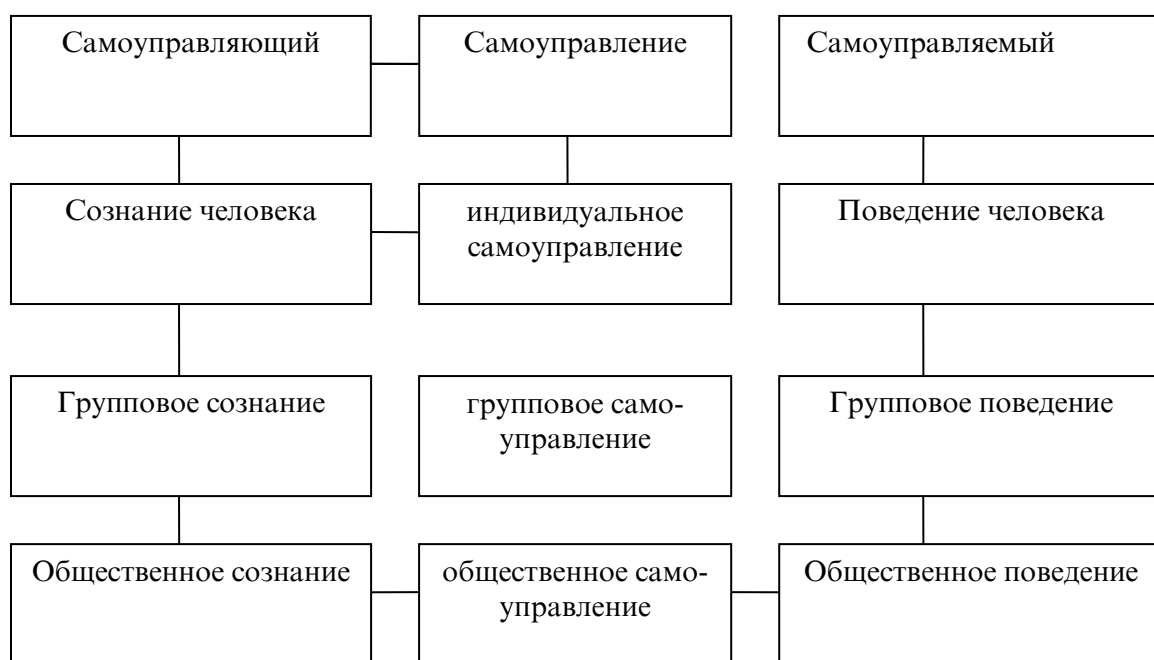 Самоуправляющий
Самоуправление
Самоуправляемый
Сознание человека
индивидуальное
самоуправление
Поведение человека
Групповое сознание
групповое само-
управление
Групповое поведение
Общественное сознание
общественное само-
управление
Общественное поведение